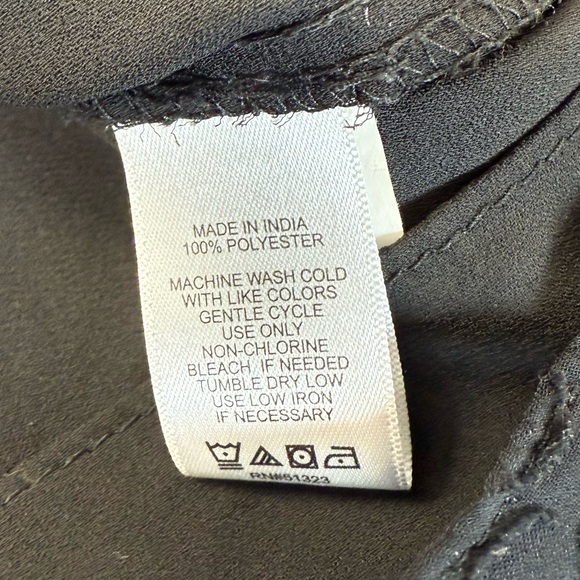 MADE IN INDIA
100% POLYESTER
MACHINE WASH COLD
WITH LIKE COLORS
GENTLE CYCLE
USE ONLY
NON-CHLORINE
BLEACH IF NEEDED
TUMBLE DRY LOW
USE LOW IRON
IF NECESSARY
RN#51323